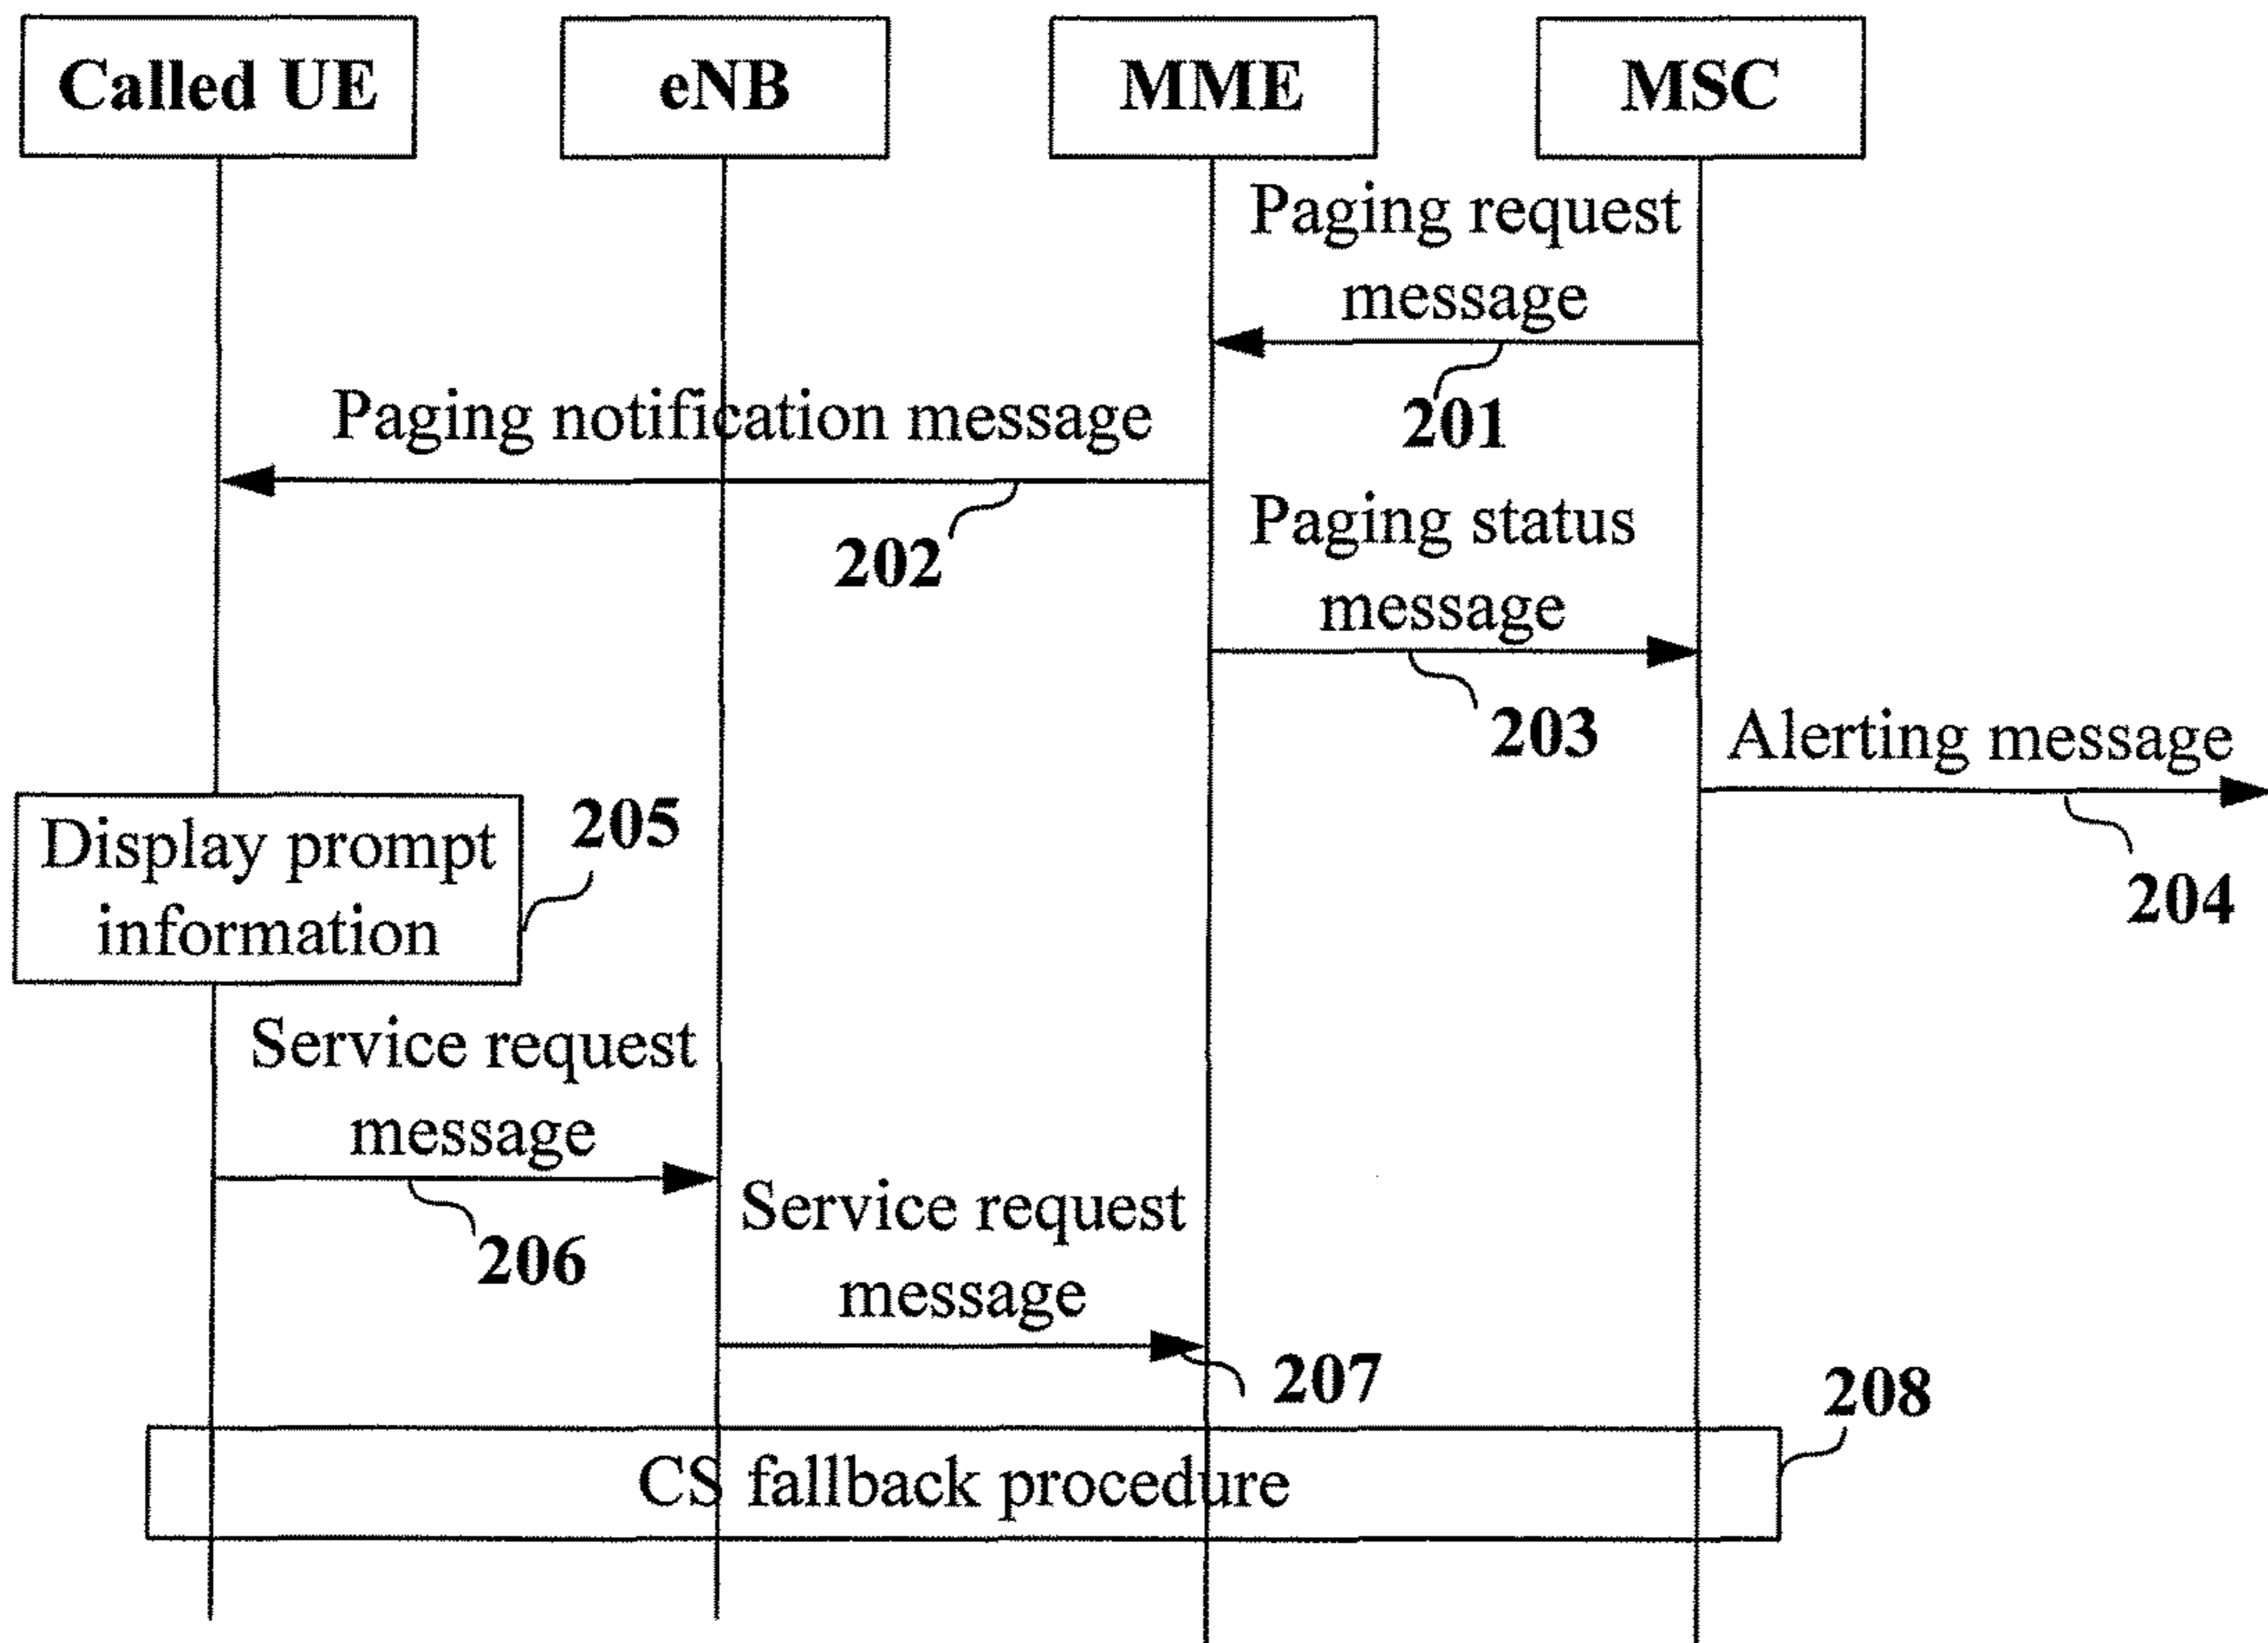 Called UE
eNB
MME
MSC
Paging request
message
201
Paging notification message
202
Paging status
message
203
Alerting message
204
Display prompt
information
205
Service request
message
206
Service request
message
207
208
CS fallback procedure